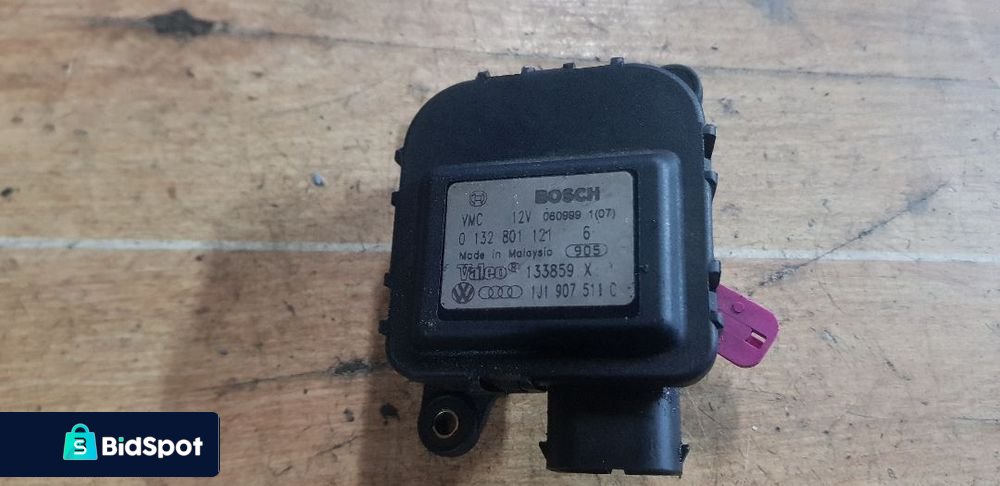 BOSCH
VMC 12V 060999 1(07)
0 132 801 121 6
Made in Malaysia 905
Valeo® 133859 X
1J1 907 511 C
BidSpot